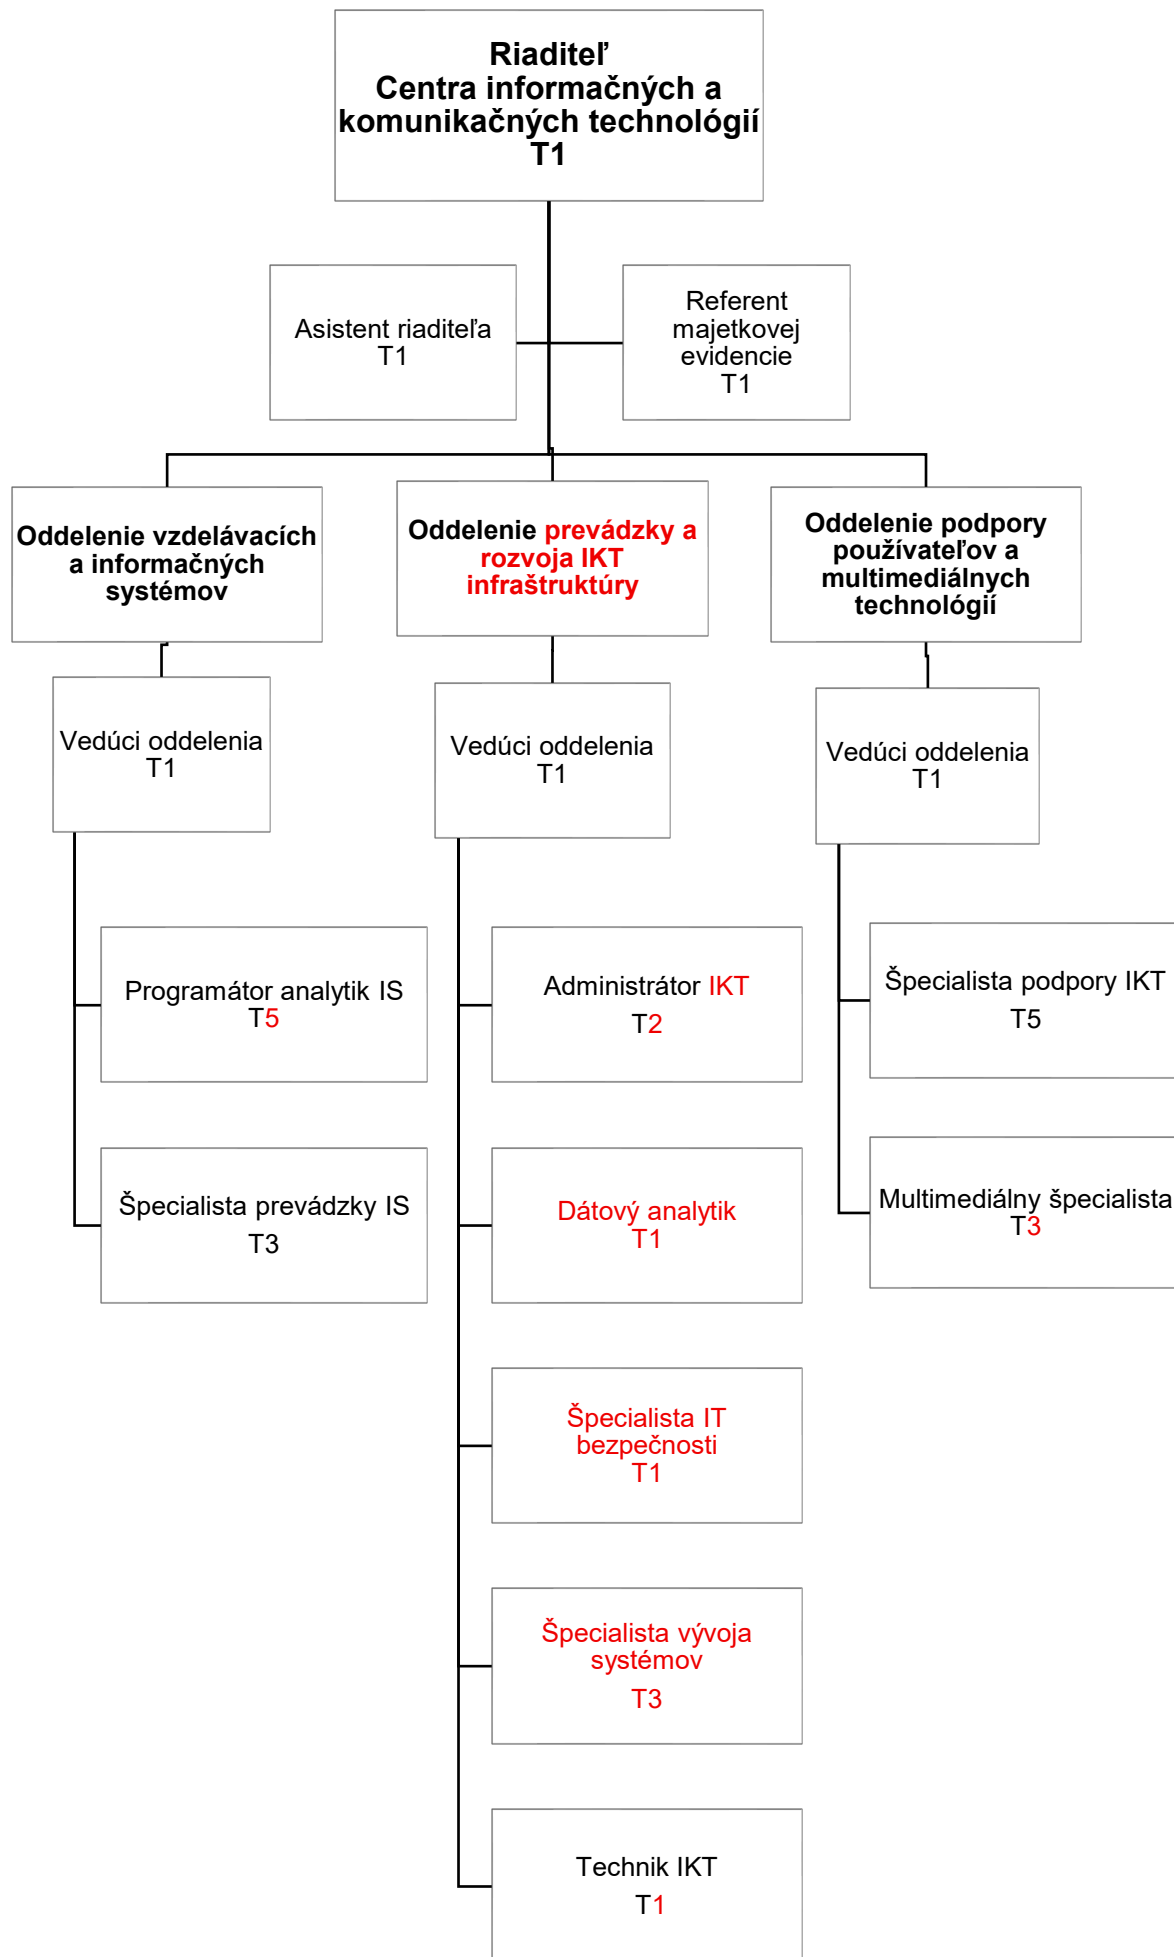 Riaditeľ
Centra informačných a
komunikačných technológií
T1
Asistent riaditeľa
T1
Referent
majetkovej
evidencie
T1
Oddelenie vzdelávacích
a informačných
systémov
Oddelenie prevádzky a
rozvoja IKT
infraštruktúry
Oddelenie podpory
používateľov a
multimediálnych
technológií
Vedúci oddelenia
T1
Vedúci oddelenia
T1
Vedúci oddelenia
T1
Programátor analytik IS
T5
Špecialista prevádzky IS
T3
Administrátor IKT
T2
Dátový analytik
T1
Špecialista IT
bezpečnosti
T1
Špecialista vývoja
systémov
T3
Technik IKT
T1
Špecialista podpory IKT
T5
Multimediálny špecialista
T3